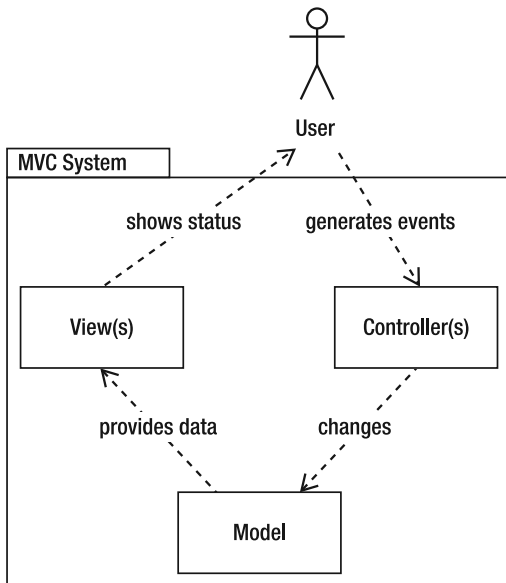 User
MVC System
shows status
generates events
View(s)
Controller(s)
provides data
changes
Model